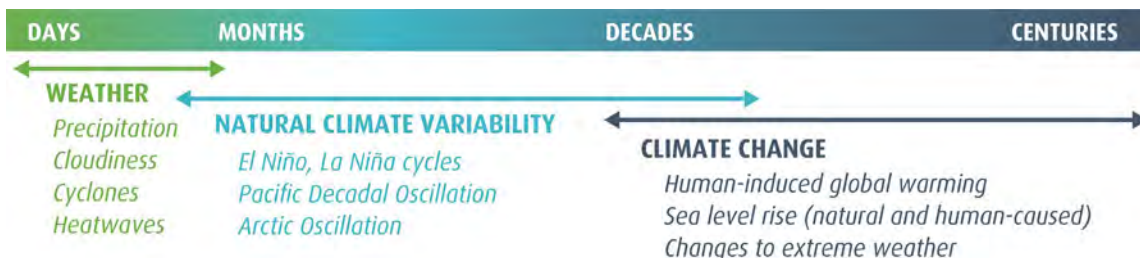 DAYS MONTHS DECADES CENTURIES
WEATHER
Precipitation
Cloudiness
Cyclones
Heatwaves
NATURAL CLIMATE VARIABILITY
El Niño, La Niña cycles
Pacific Decadal Oscillation
Arctic Oscillation
CLIMATE CHANGE
Human-induced global warming
Sea level rise (natural and human-caused)
Changes to extreme weather